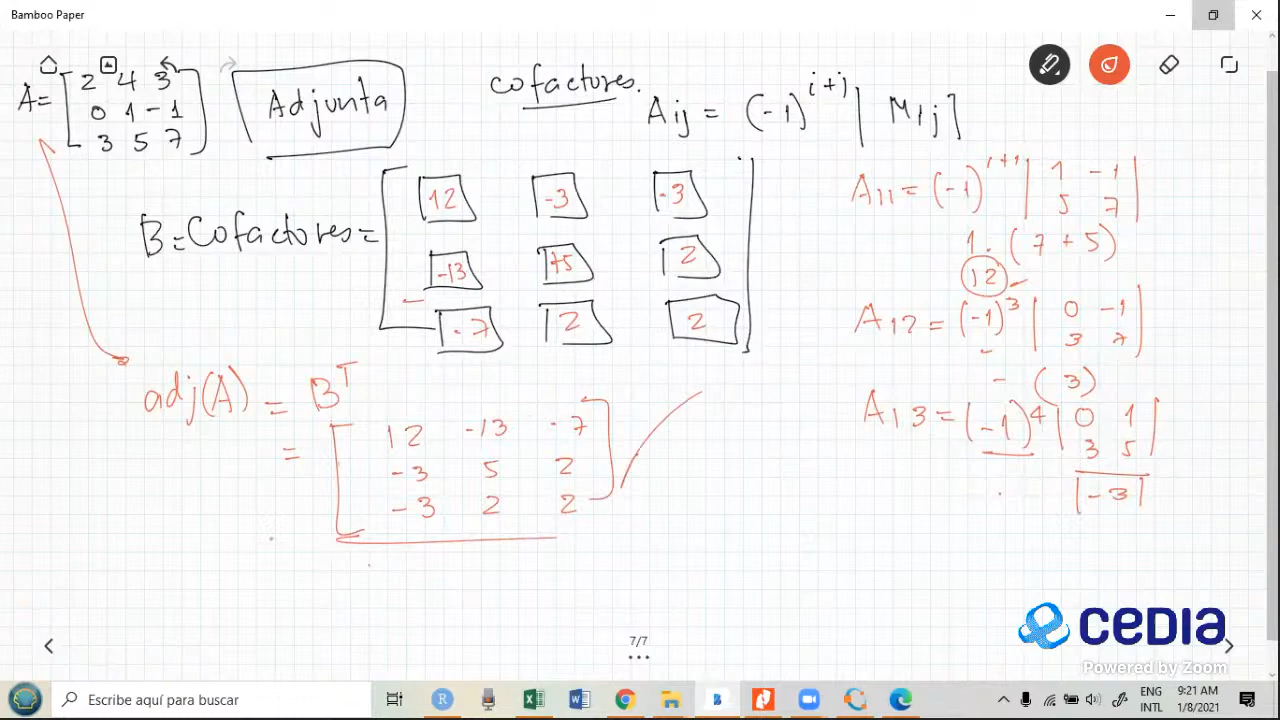 Bamboo Paper
A = [ 2 4 3
0 1 -1
3 5 7 ]
Adjunta
cofactores.
Aij = (-1)^i+j | Mij |
B = Cofactores =
12 -3 -3
-13 +5 2
-7 2 2
A11 = (-1)^1+1 | 1 -1
5 7 |
1 . (7 + 5)
12
A12 = (-1)^3 | 0 -1
3 7 |
- (3)
A13 = (-1)^4 | 0 1
3 5 |
|-3|
adj(A) = B^T
= [ 12 -13 -7
-3 5 2
-3 2 2 ]
7/7
cedia
Powered by Zoom
Escribe aquí para buscar
ENG
INTL
9:21 AM
1/8/2021